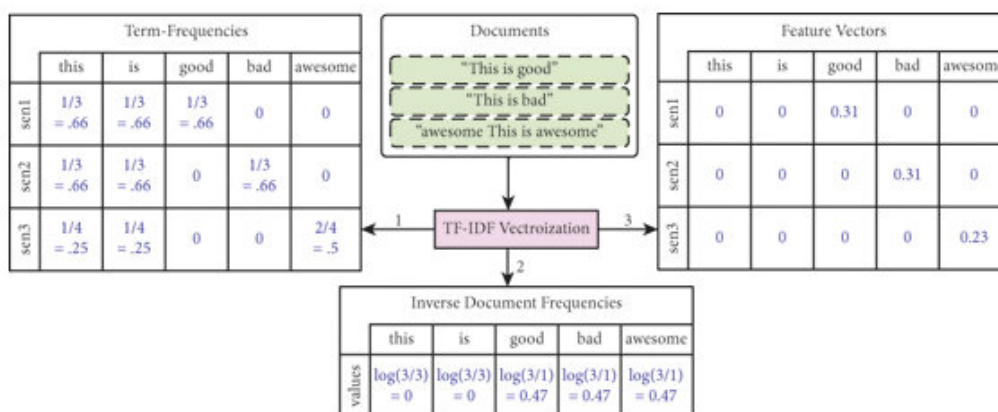 Term-Frequencies
this is good bad awesome
sen1 1/3 = .66 1/3 = .66 1/3 = .66 0 0
sen2 1/3 = .66 1/3 = .66 0 1/3 = .66 0
sen3 1/4 = .25 1/4 = .25 0 0 2/4 = .5
Documents
"This is good"
"This is bad"
"awesome This is awesome"
1 TF-IDF Vectroization 3
2
Feature Vectors
this is good bad awesome
sen1 0 0 0.31 0 0
sen2 0 0 0 0.31 0
sen3 0 0 0 0 0.23
Inverse Document Frequencies
this is good bad awesome
values log(3/3) = 0 log(3/3) = 0 log(3/1) = 0.47 log(3/1) = 0.47 log(3/1) = 0.47